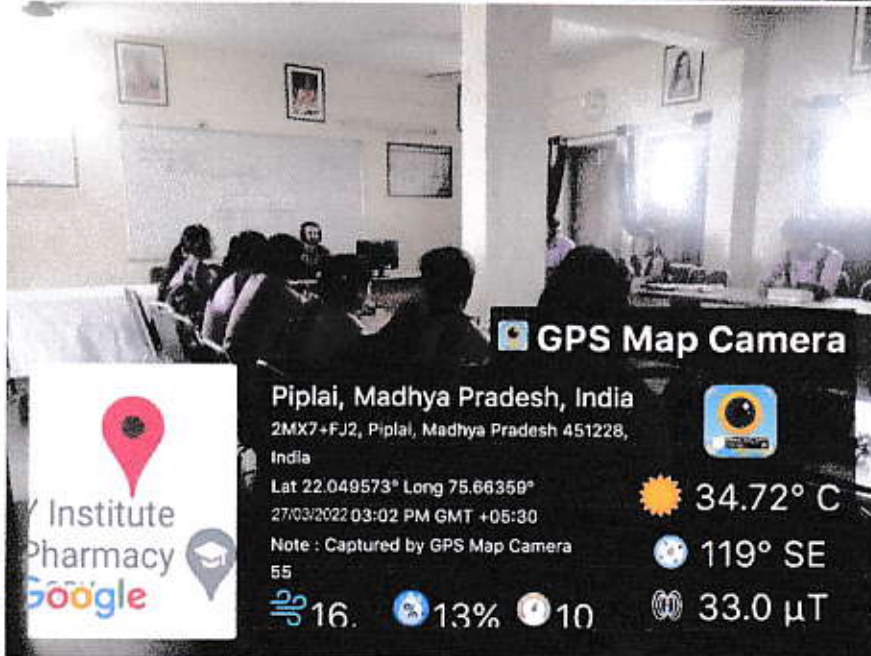 GPS Map Camera
Piplai, Madhya Pradesh, India
2MX7+FJ2, Piplai, Madhya Pradesh 451228,
India
Lat 22.049573° Long 75.66359°
27/03/2022 03:02 PM GMT +05:30
Note : Captured by GPS Map Camera
55
16.
13%
10
34.72° C
119° SE
33.0 µT
Institute
Pharmacy
Google